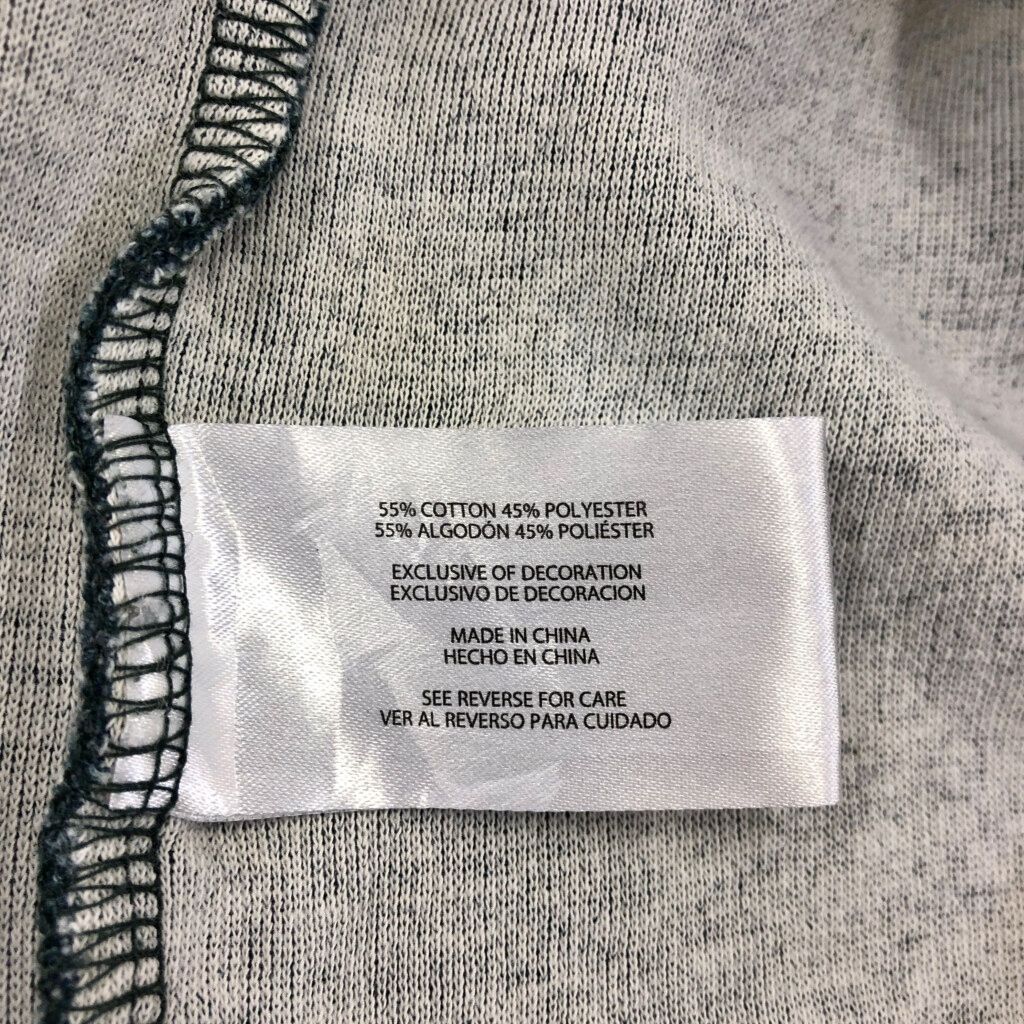 55% COTTON 45% POLYESTER
55% ALGODÓN 45% POLIÉSTER
EXCLUSIVE OF DECORATION
EXCLUSIVO DE DECORACION
MADE IN CHINA
HECHO EN CHINA
SEE REVERSE FOR CARE
VER AL REVERSO PARA CUIDADO